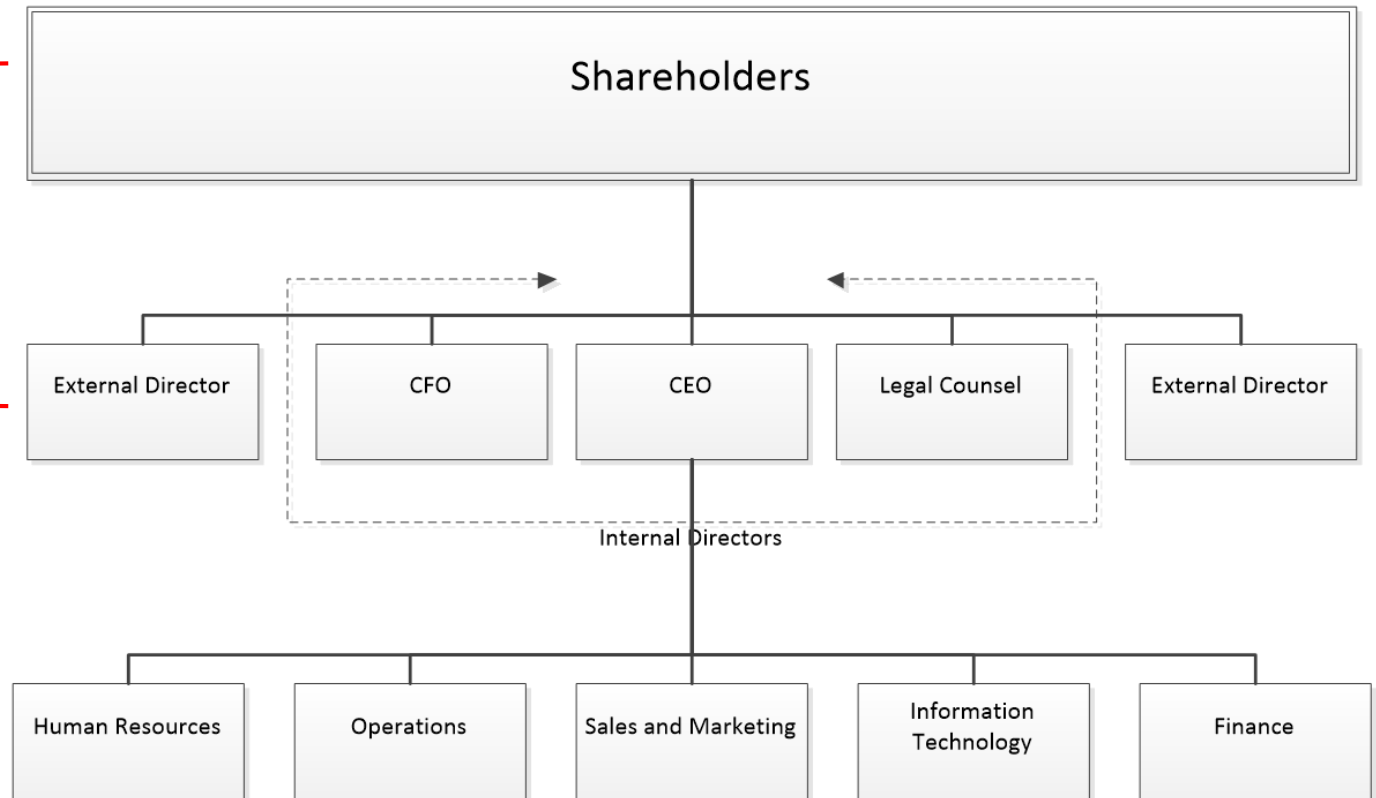 Shareholders
External Director
CFO
CEO
Legal Counsel
External Director
Internal Directors
Human Resources
Operations
Sales and Marketing
Information
Technology
Finance